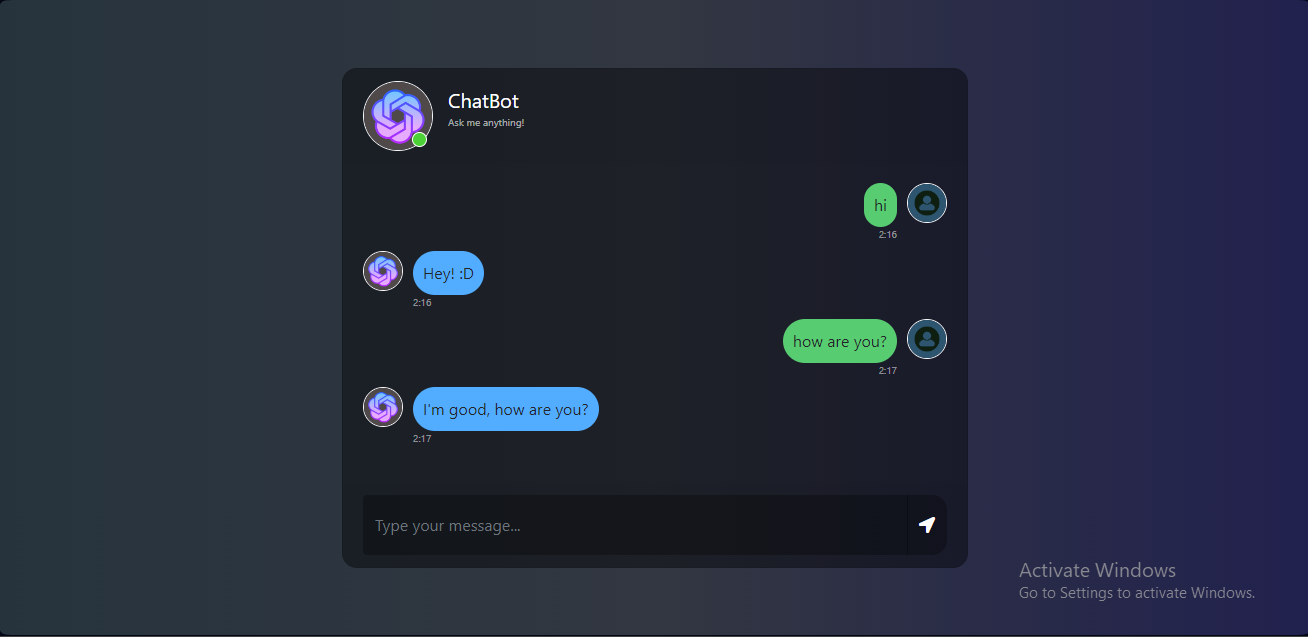 ChatBot
Ask me anything!
hi
2:16
Hey! :D
2:16
how are you?
2:17
I'm good, how are you?
2:17
Type your message...
Activate Windows
Go to Settings to activate Windows.